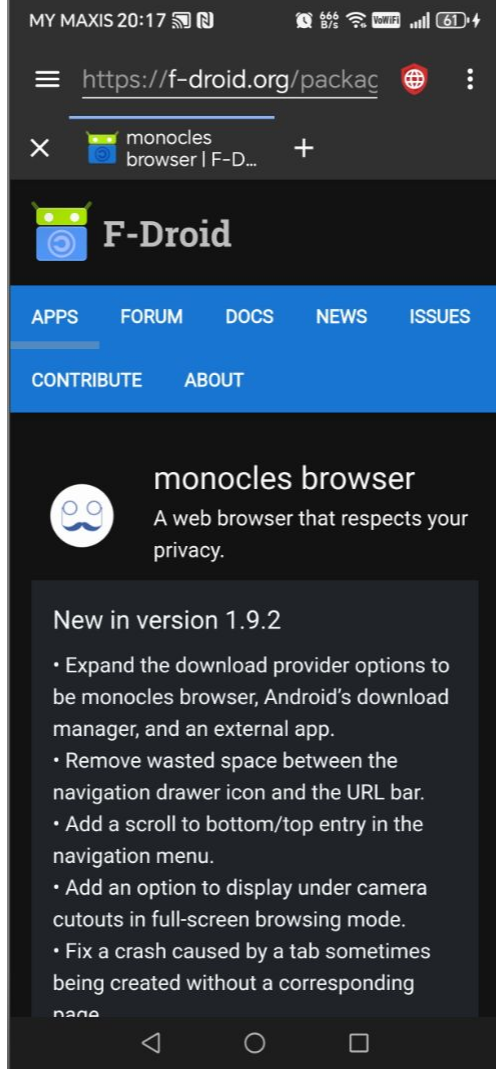 MY MAXIS 20:17
666 B/s VoWiFi 61
https://f-droid.org/packag
monocles
browser | F-D...
F-Droid
APPS FORUM DOCS NEWS ISSUES
CONTRIBUTE ABOUT
monocles browser
A web browser that respects your
privacy.
New in version 1.9.2
• Expand the download provider options to
be monocles browser, Android’s download
manager, and an external app.
• Remove wasted space between the
navigation drawer icon and the URL bar.
• Add a scroll to bottom/top entry in the
navigation menu.
• Add an option to display under camera
cutouts in full-screen browsing mode.
• Fix a crash caused by a tab sometimes
being created without a corresponding
page